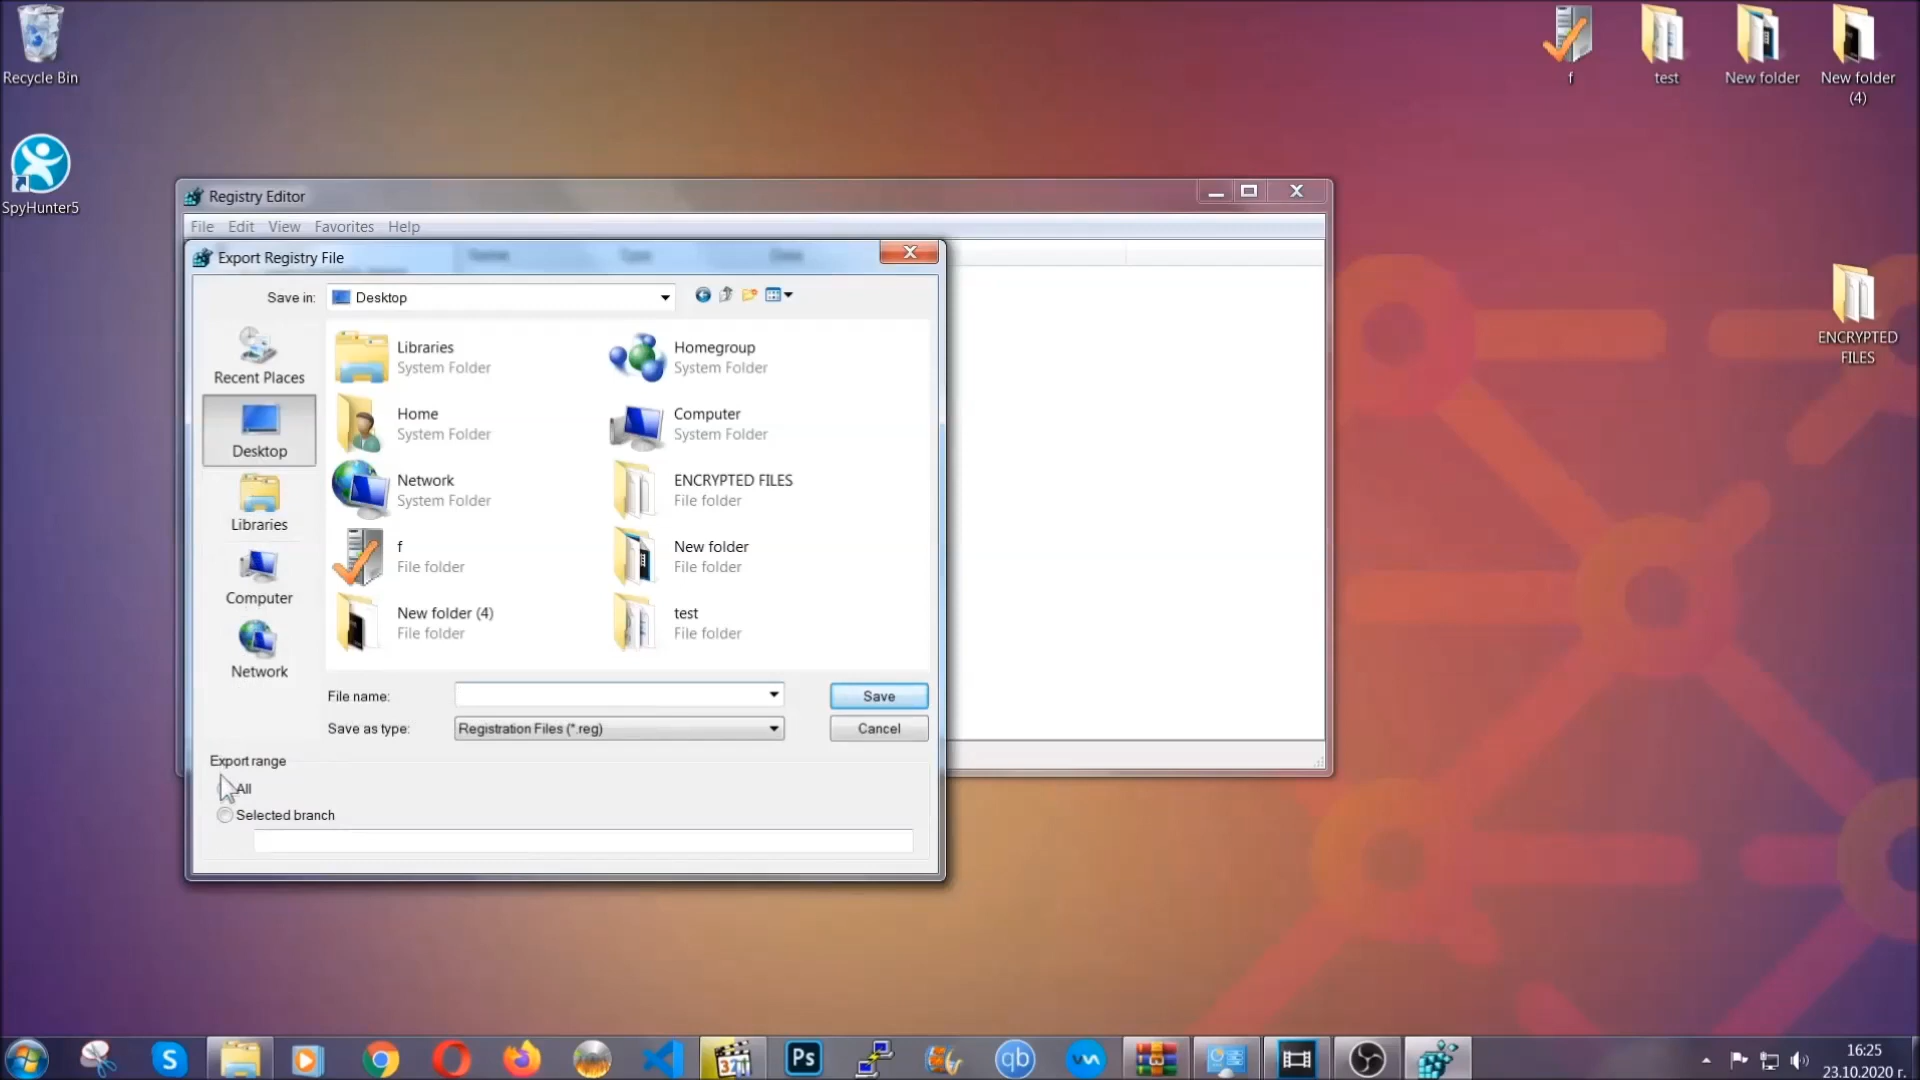 Recycle Bin
SpyHunter5
f
test
New folder
New folder
(4)
ENCRYPTED
FILES
Registry Editor
File Edit View Favorites Help
Export Registry File
Save in:
Desktop
Recent Places
Desktop
Libraries
Computer
Network
Libraries
System Folder
Homegroup
System Folder
Home
System Folder
Computer
System Folder
Network
System Folder
ENCRYPTED FILES
File folder
f
File folder
New folder
File folder
New folder (4)
File folder
test
File folder
File name:
Save
Save as type:
Registration Files (*.reg)
Cancel
Export range
All
Selected branch
S
321
Ps
qb
16:25
23.10.2020 г.